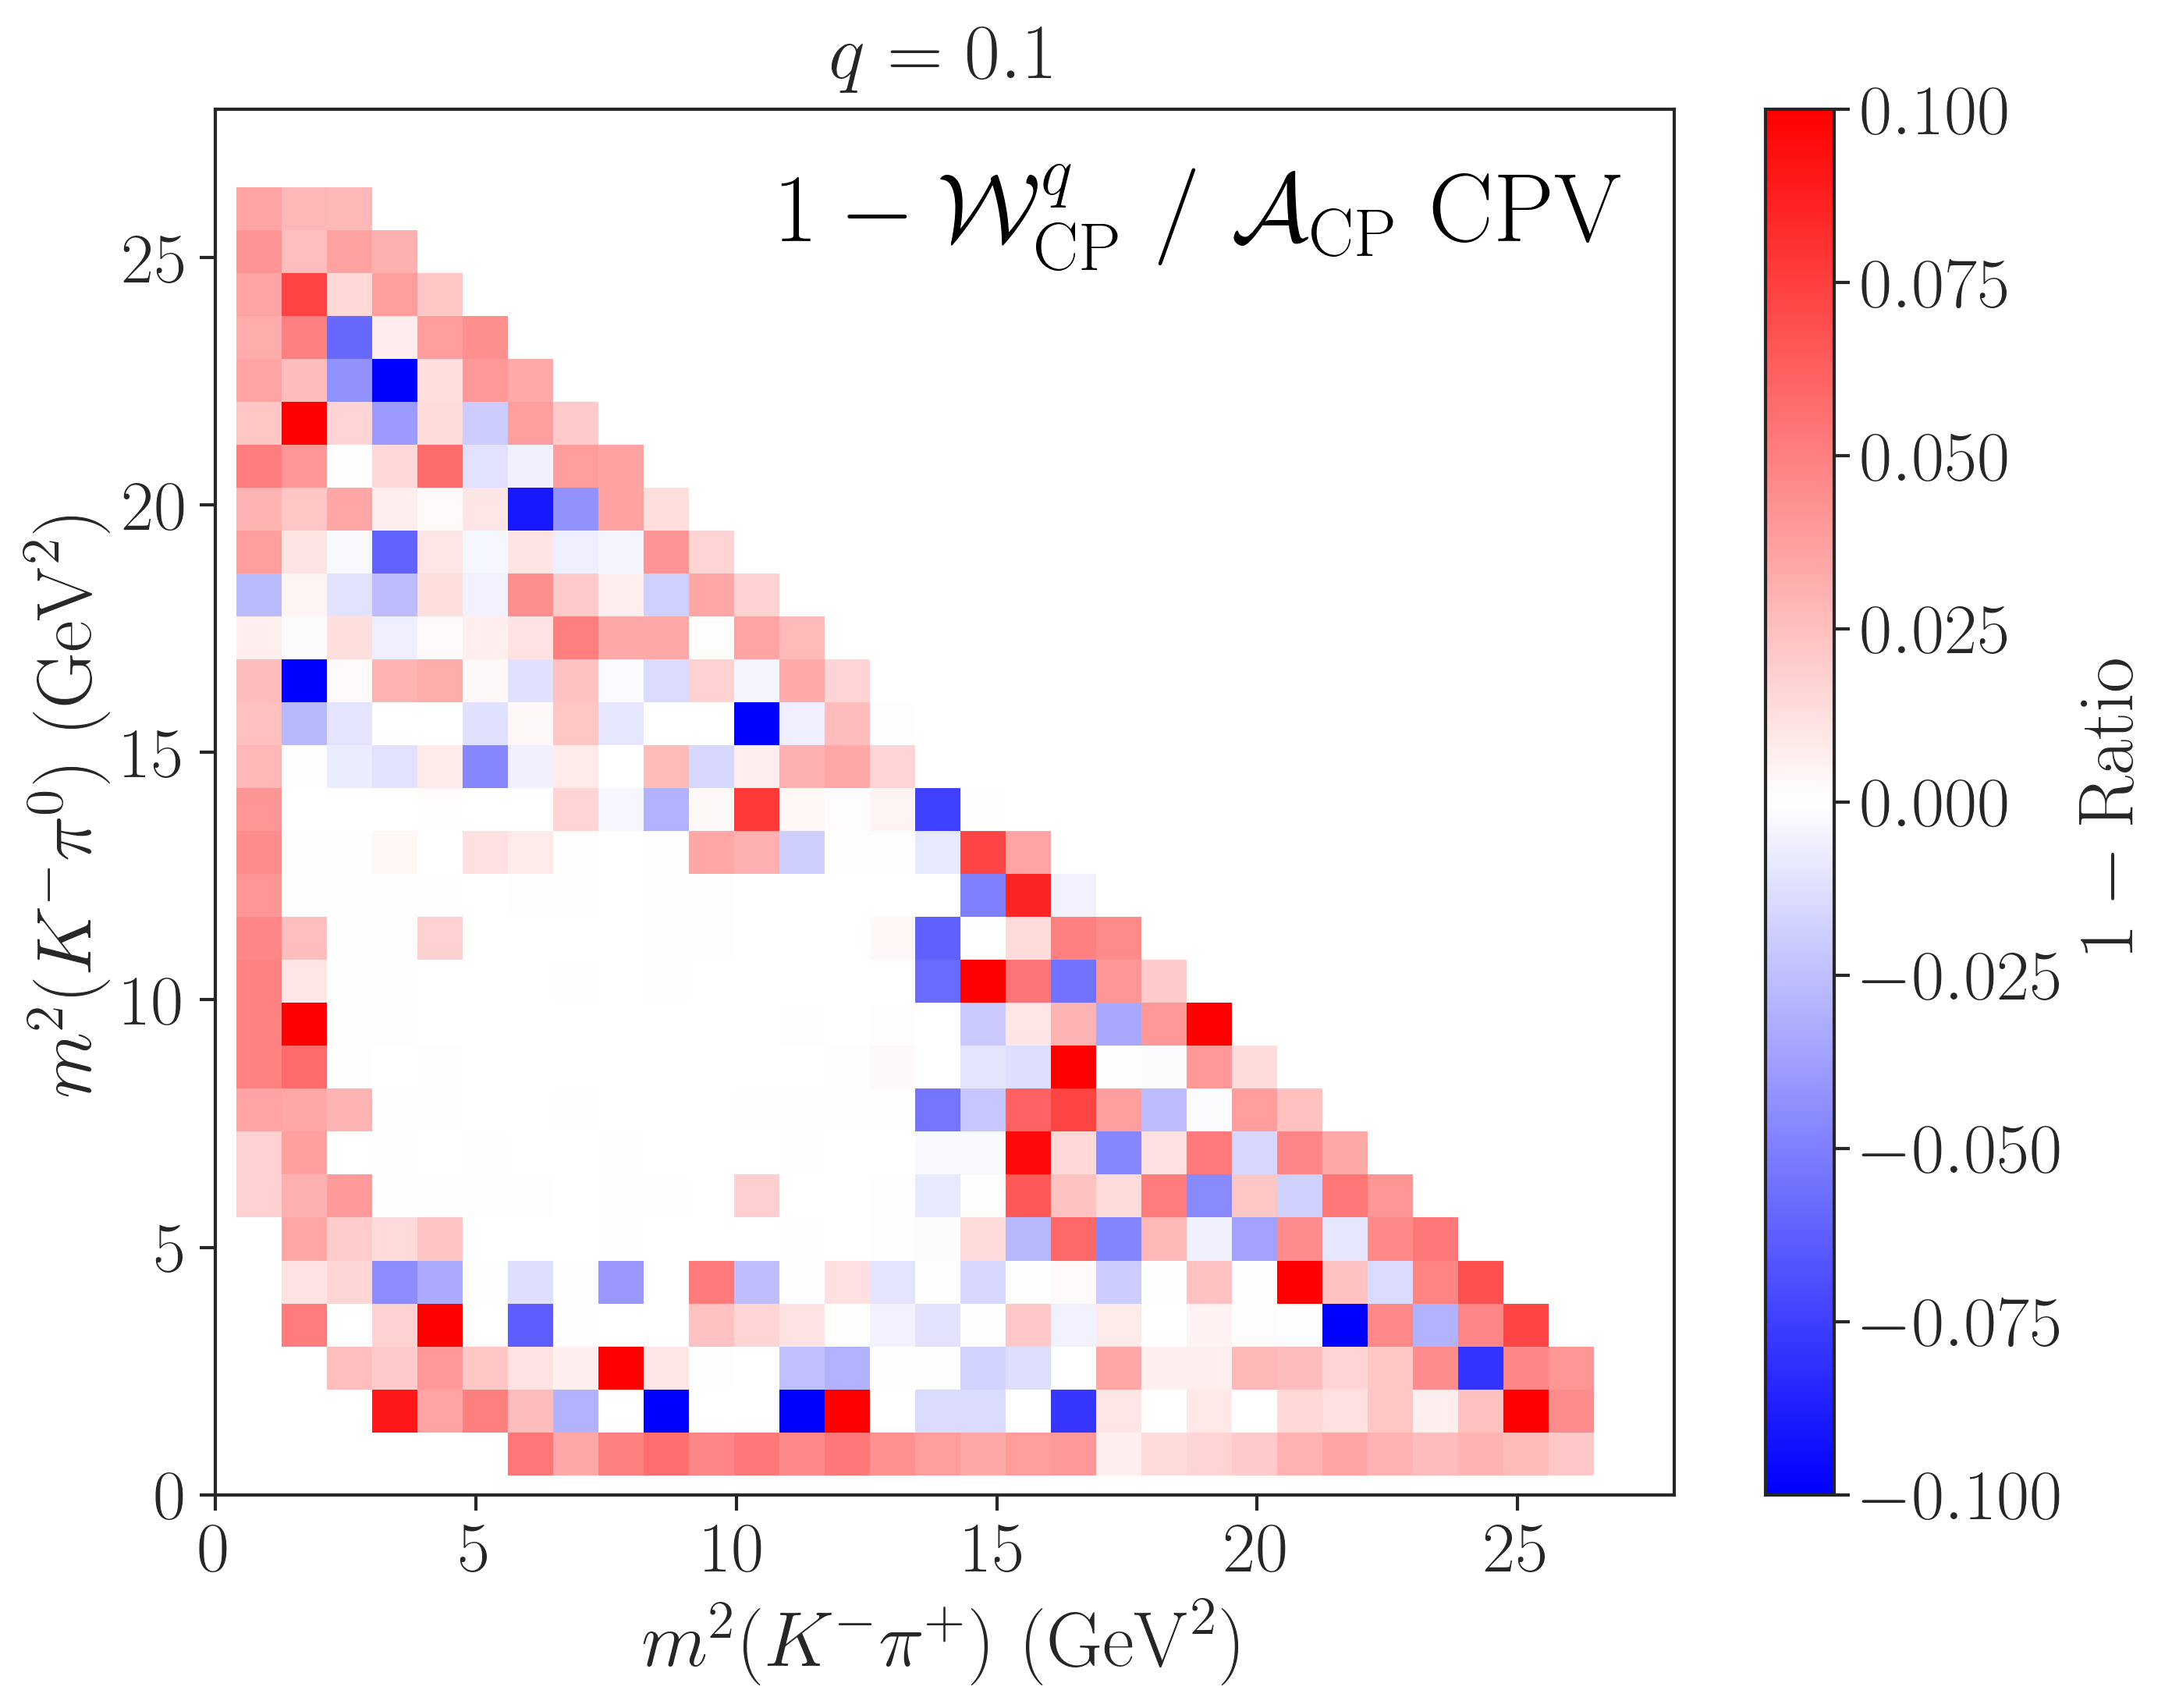 q = 0.1
1 − 𝒲^q_CP / 𝒜_CP CPV
m²(K⁻π⁰) (GeV²)
25
20
15
10
5
0
0 5 10 15 20 25
m²(K⁻π⁺) (GeV²)
0.100
0.075
0.050
0.025
0.000
−0.025
−0.050
−0.075
−0.100
1 − Ratio